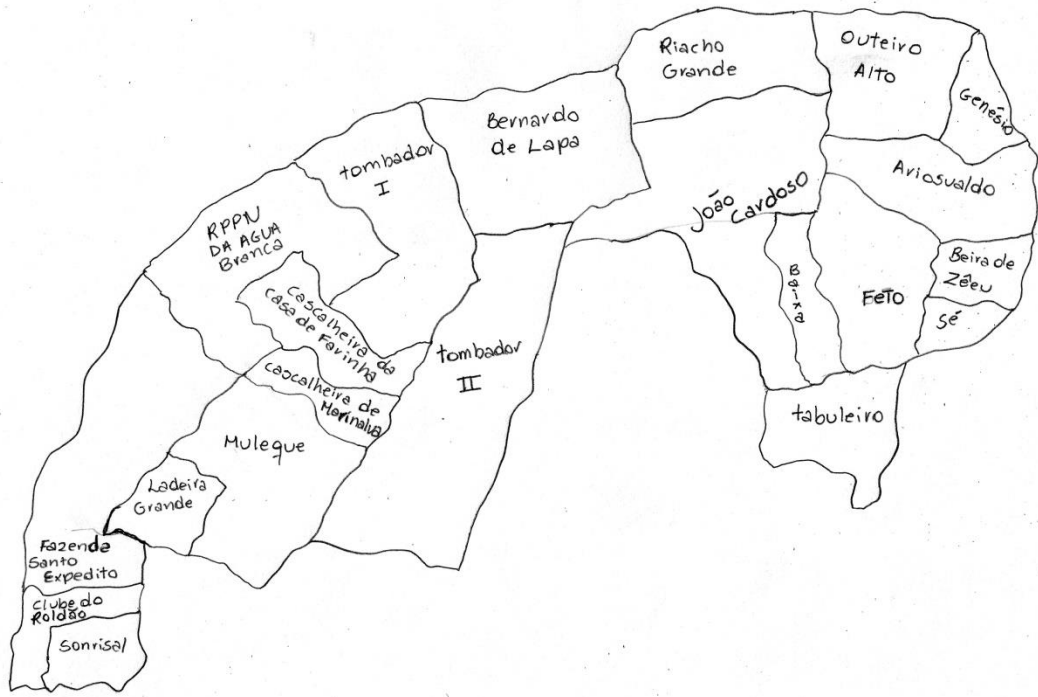 Riacho
Grande
Outeiro
Alto
Genésio
Bernardo
de Lapa
tombador
I
Ariosualdo
João
Cardoso
RPPN
DA AGUA
Branca
Beira de
Zêeu
Baixa
Feto
Sé
Cascalheira da
casa de Farinha
tombador
II
cascalheira de
Marinalva
tabuleiro
Muleque
Ladeira
Grande
Fazenda
Santo
Expedito
Clube do
Roldão
Sonrisal